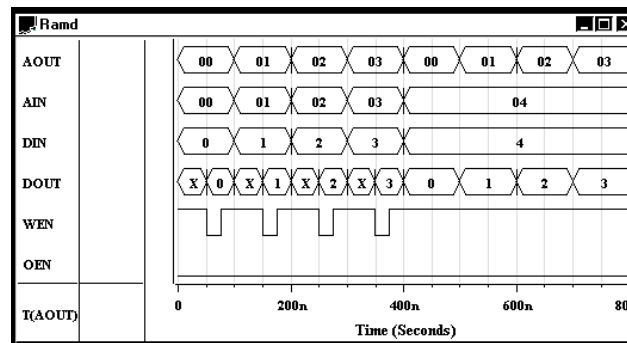 Ramd
AOUT 00 01 02 03 00 01 02 03
AIN 00 01 02 03 04
DIN 0 1 2 3 4
DOUT X 0 X 1 X 2 X 3 0 1 2 3
WEN
OEN
T(AOUT) 0 200n 400n 600n 80
Time (Seconds)